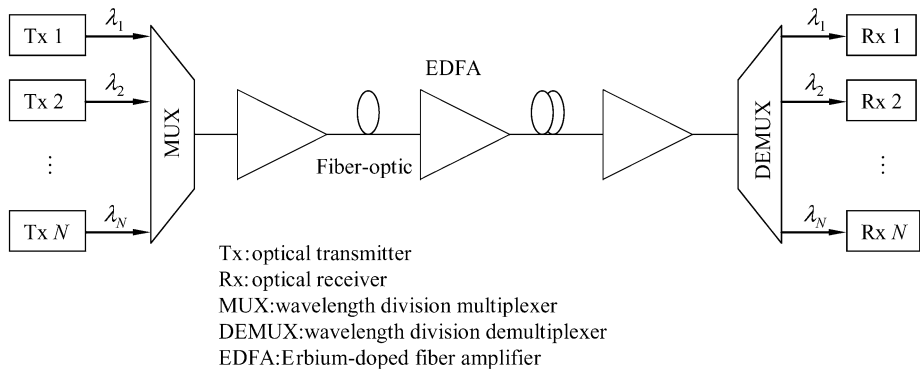 λ1
λ1
Tx 1
Rx 1
EDFA
λ2
λ2
Tx 2
Rx 2
MUX
DEMUX
⋮
⋮
Fiber-optic
λN
λN
Tx N
Rx N
Tx:optical transmitter
Rx:optical receiver
MUX:wavelength division multiplexer
DEMUX:wavelength division demultiplexer
EDFA:Erbium-doped fiber amplifier